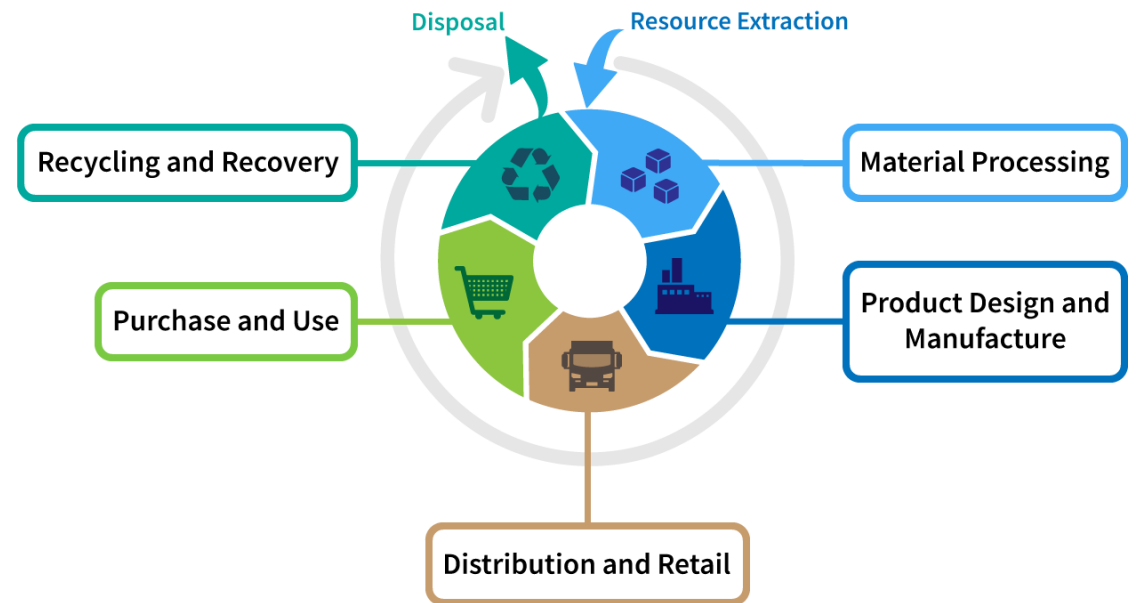 Disposal
Resource Extraction
Recycling and Recovery
Material Processing
Purchase and Use
Product Design and
Manufacture
Distribution and Retail